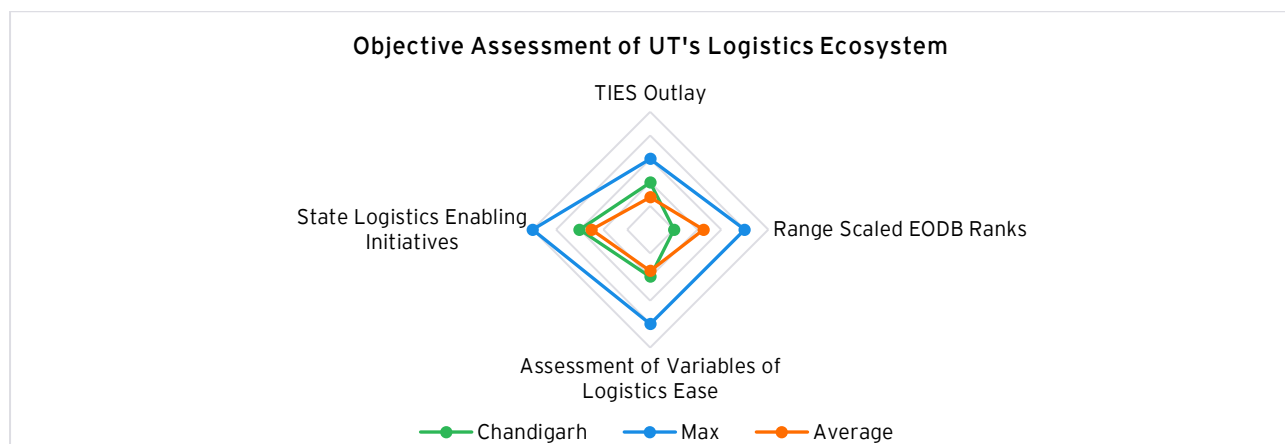 Objective Assessment of UT's Logistics Ecosystem
TIES Outlay
State Logistics Enabling
Initiatives
Range Scaled EODB Ranks
Assessment of Variables of
Logistics Ease
Chandigarh
Max
Average